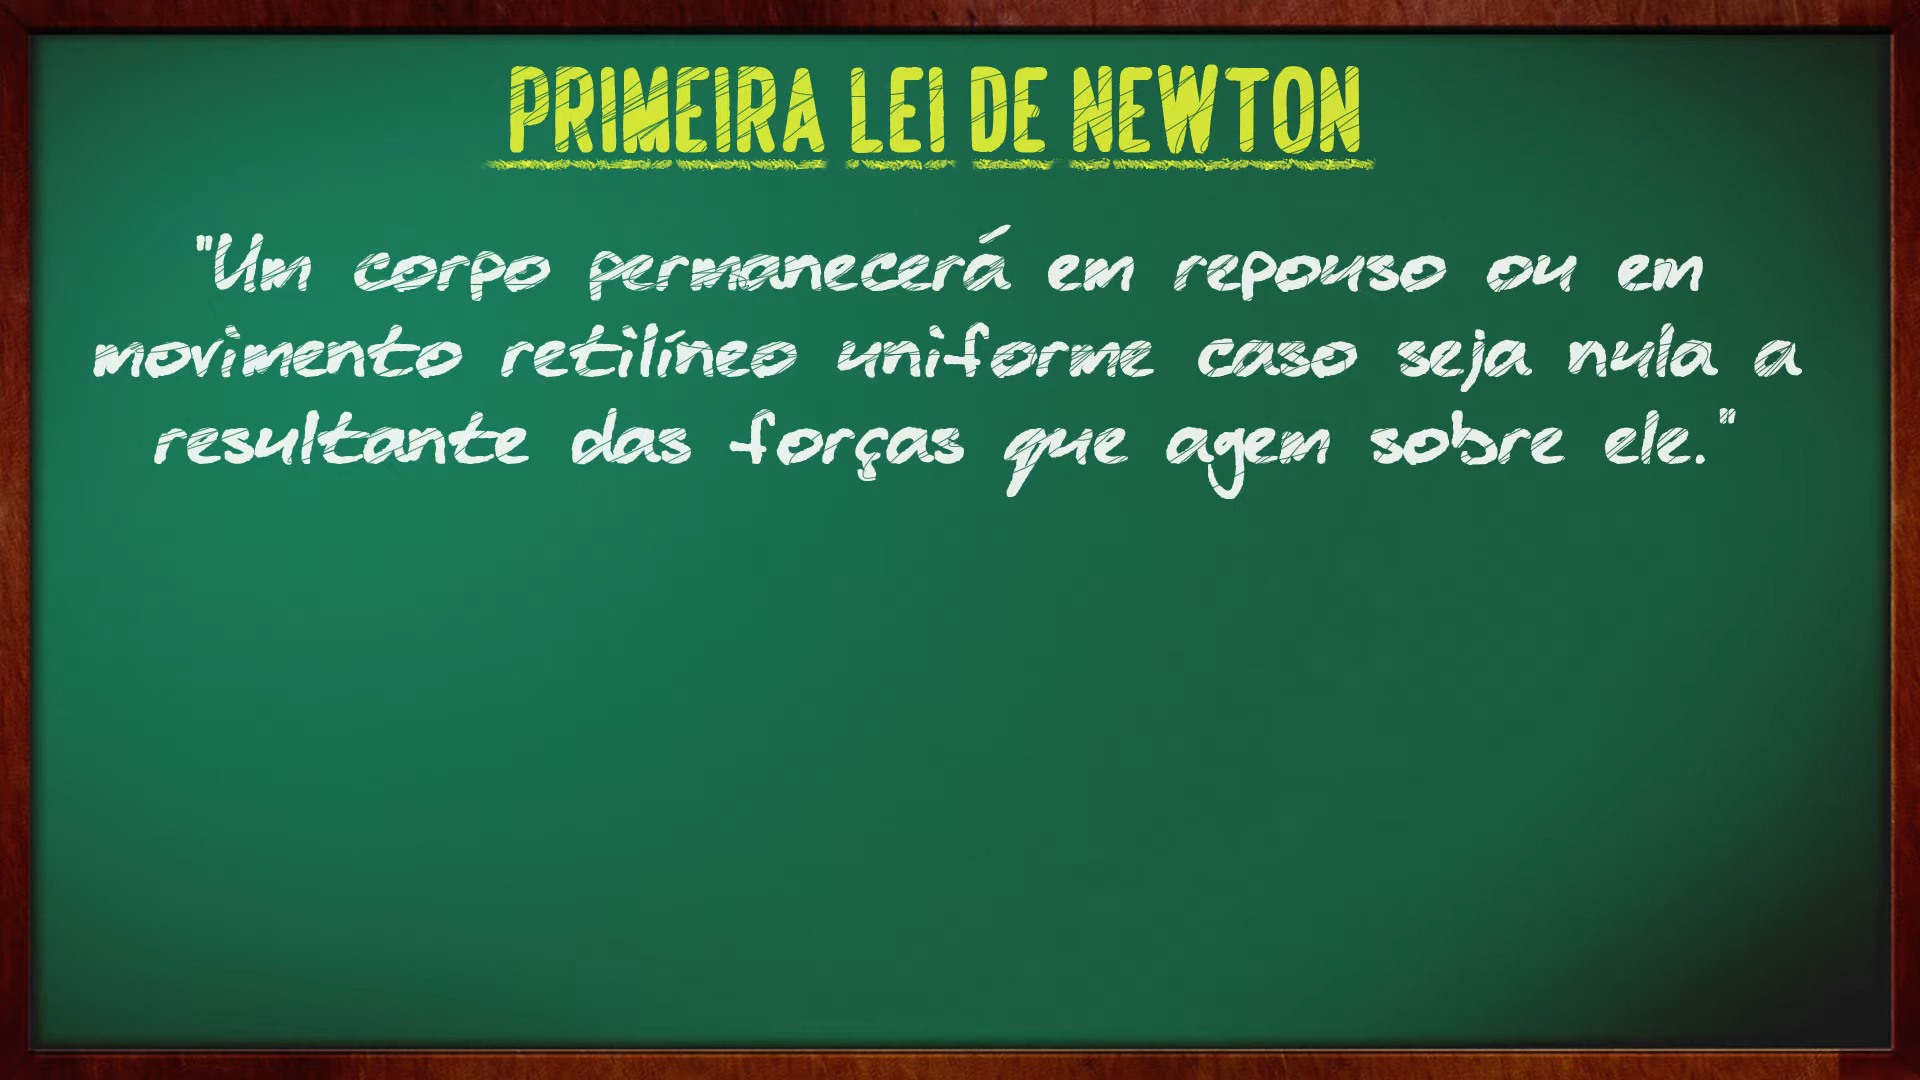 PRIMEIRA LEI DE NEWTON
"Um corpo permanecerá em repouso ou em
movimento retilíneo uniforme caso seja nula a
resultante das forças que agem sobre ele."